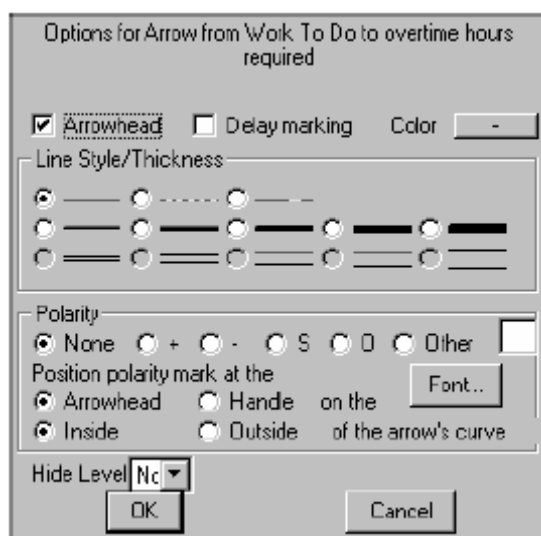 Options for Arrow from Work To Do to overtime hours
required
Arrowhead Delay marking Color -
Line Style/Thickness
Polarity
None + - S O Other
Position polarity mark at the
Font...
Arrowhead Handle on the
Inside Outside of the arrow's curve
Hide Level Nc
OK Cancel